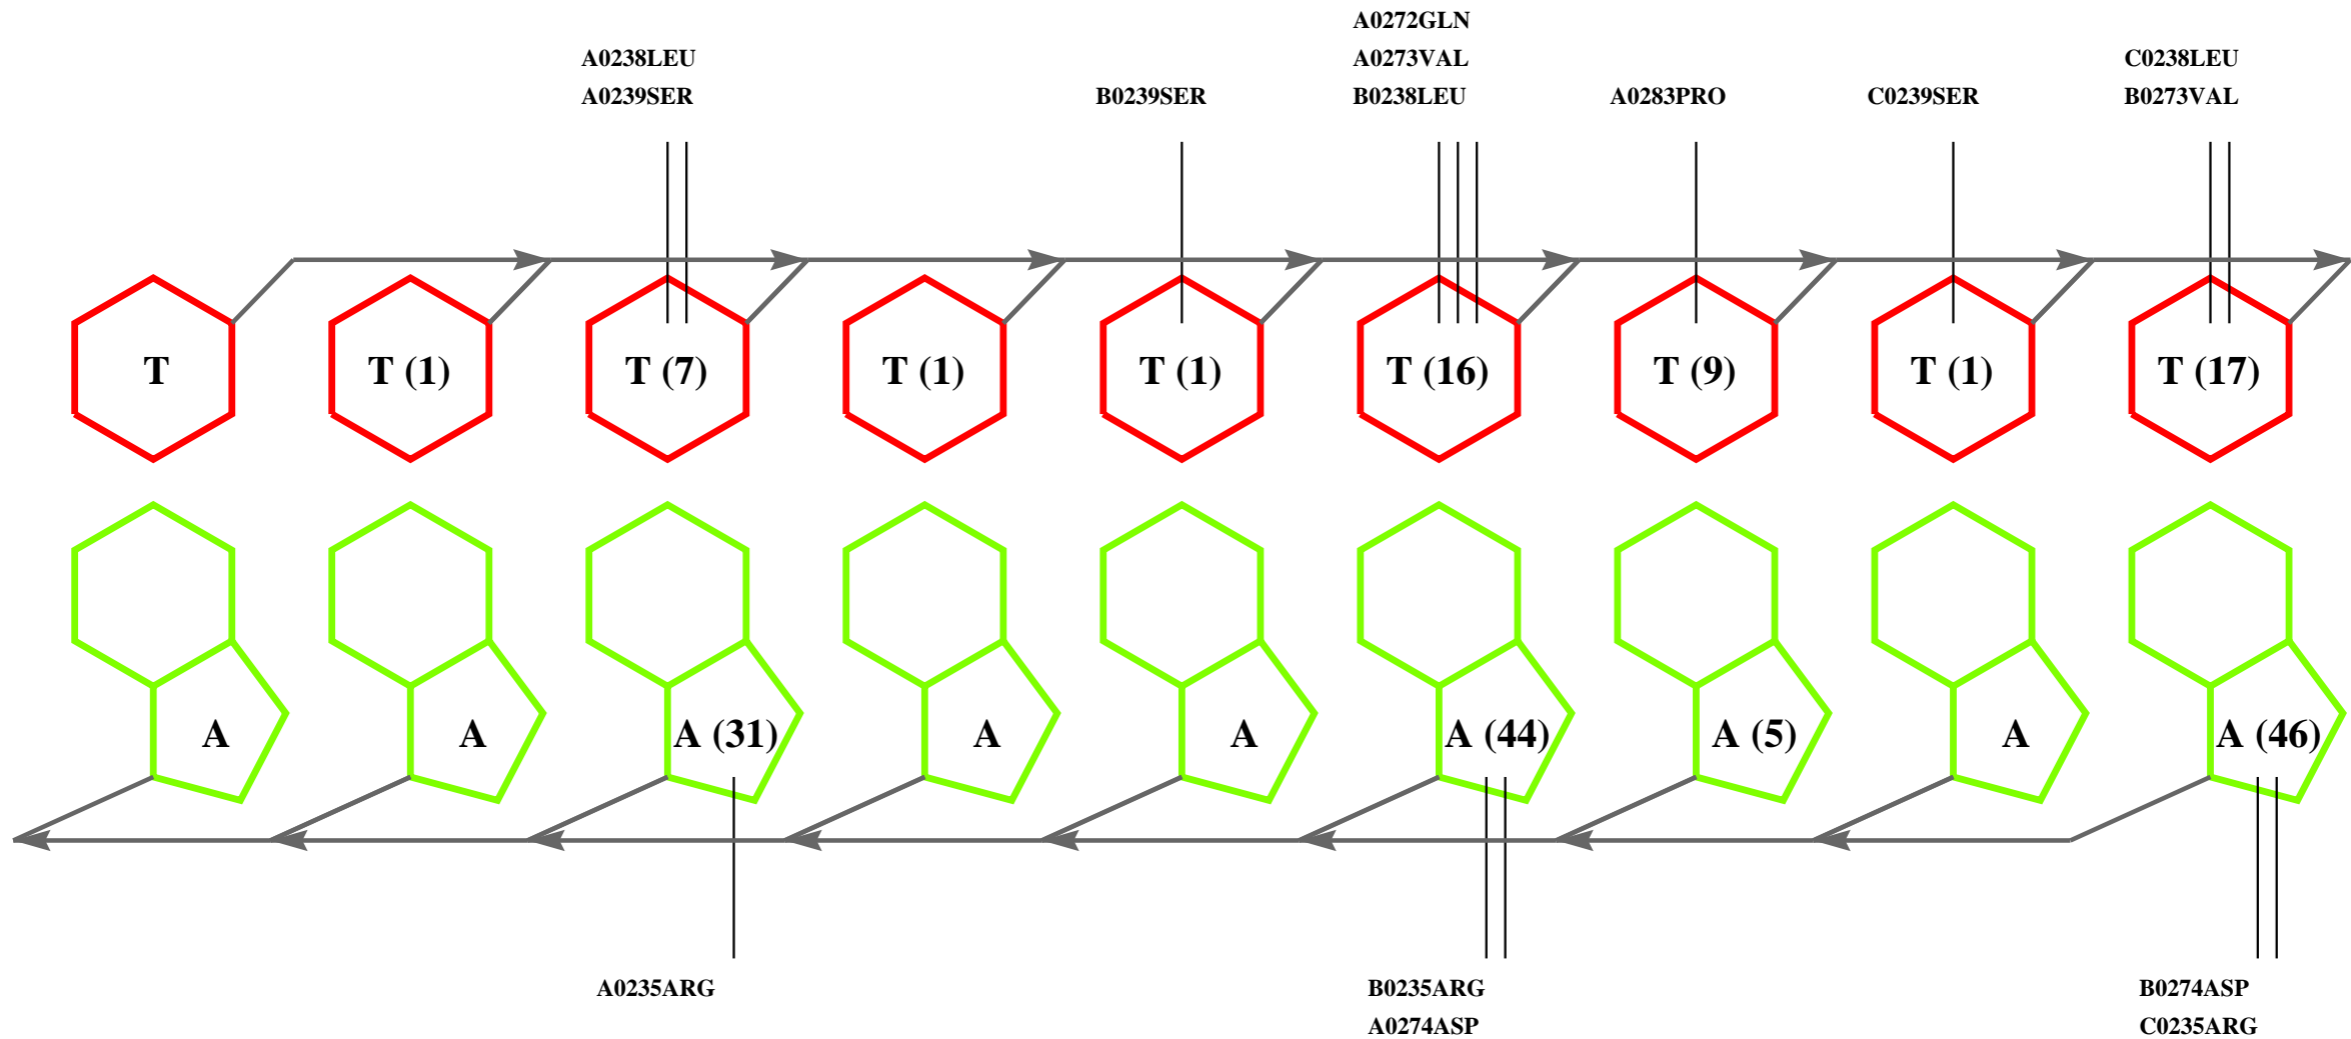 A0272GLN
A0238LEU A0273VAL C0238LEU
A0239SER B0239SER B0238LEU A0283PRO C0239SER B0273VAL
T T (1) T (7) T (1) T (1) T (16) T (9) T (1) T (17)
A A A (31) A A A (44) A (5) A A (46)
A0235ARG B0235ARG B0274ASP
A0274ASP C0235ARG